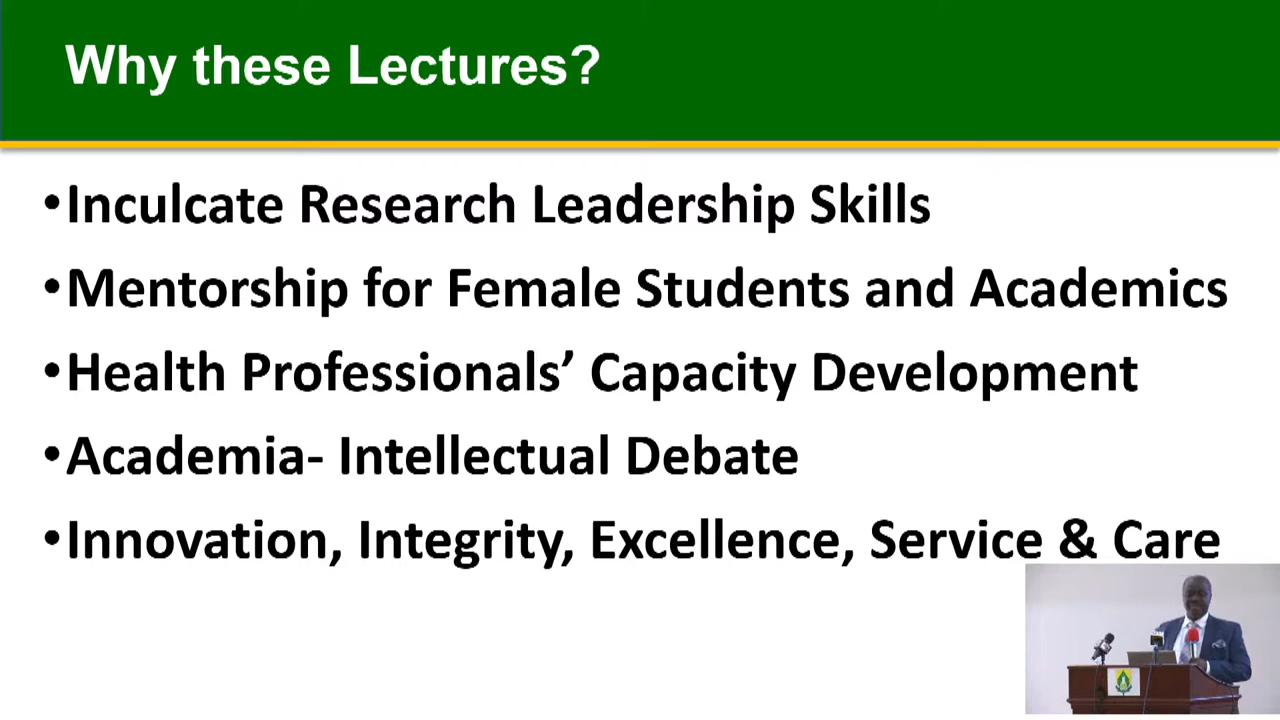 Why these Lectures?
•Inculcate Research Leadership Skills
•Mentorship for Female Students and Academics
•Health Professionals’ Capacity Development
•Academia- Intellectual Debate
•Innovation, Integrity, Excellence, Service & Care